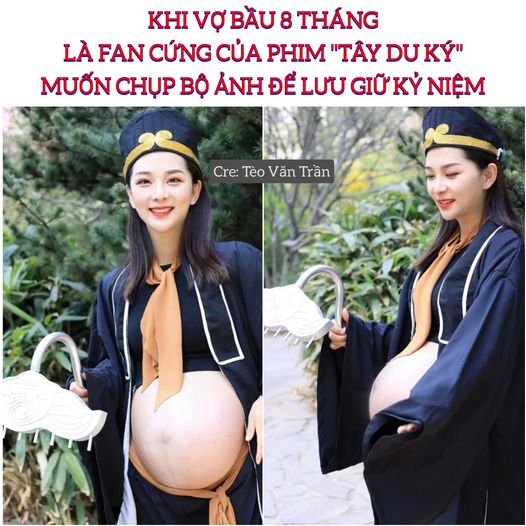 KHI VỢ BẦU 8 THÁNG
LÀ FAN CỨNG CỦA PHIM "TÂY DU KÝ"
MUỐN CHỤP BỘ ẢNH ĐỂ LƯU GIỮ KỶ NIỆM
Cre: Tèo Văn Trần